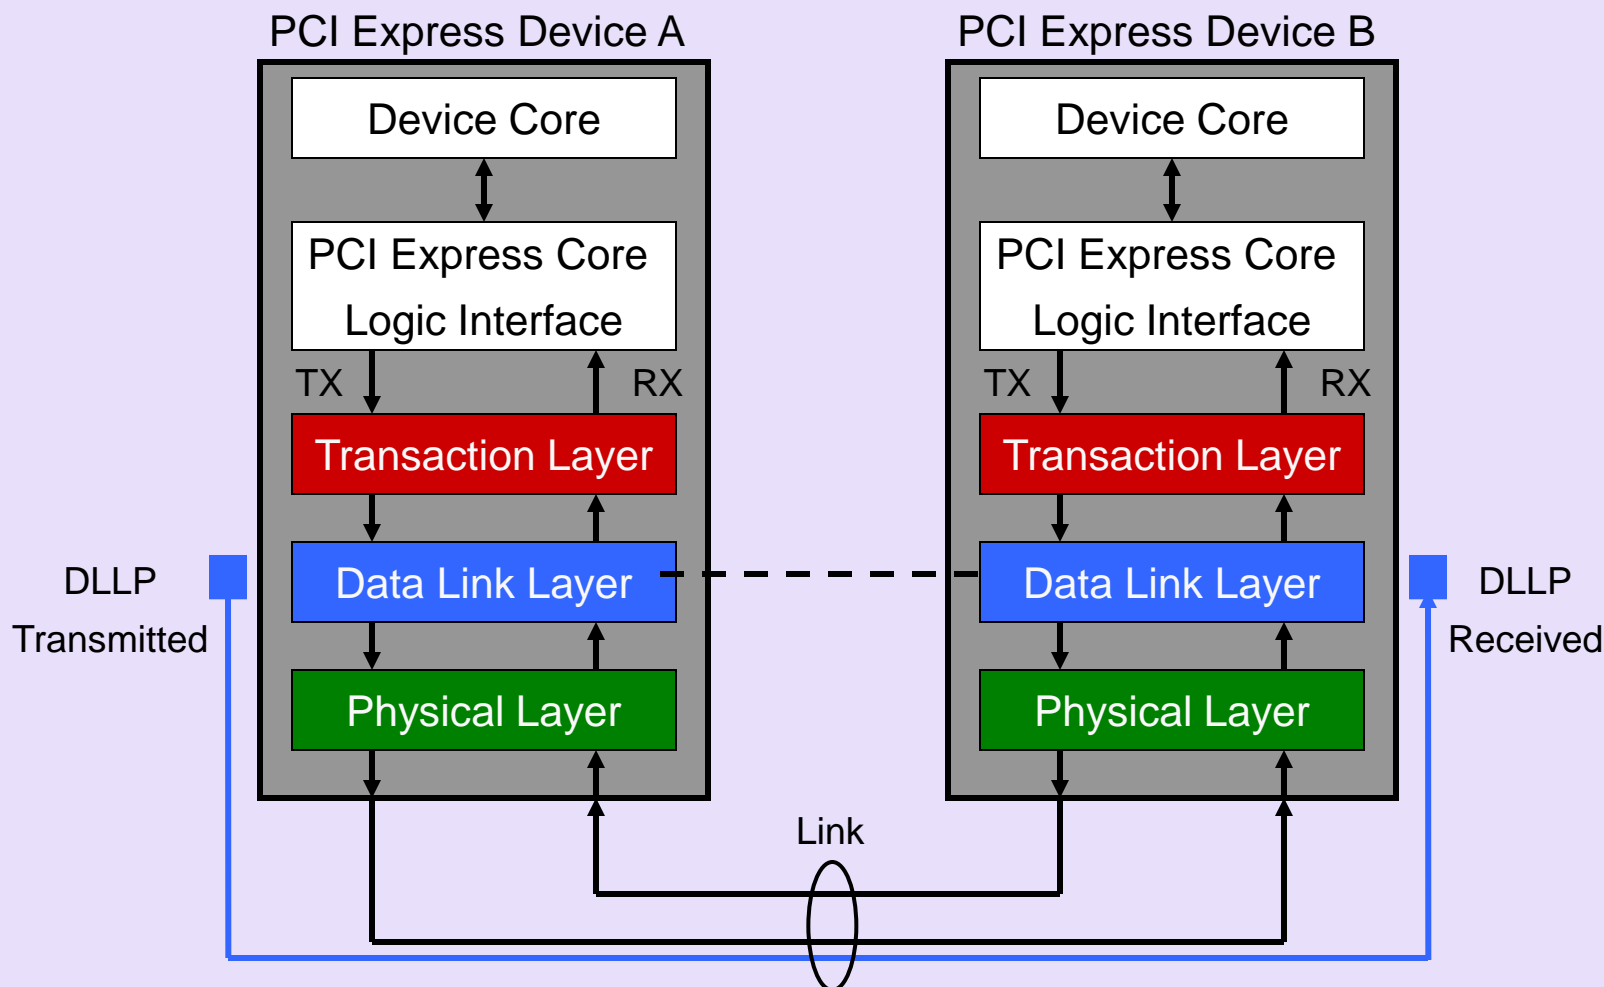 PCI Express Device A
Device Core
PCI Express Core
Logic Interface
TX
RX
Transaction Layer
Data Link Layer
Physical Layer
DLLP
Transmitted
PCI Express Device B
Device Core
PCI Express Core
Logic Interface
TX
RX
Transaction Layer
Data Link Layer
Physical Layer
DLLP
Received
Link